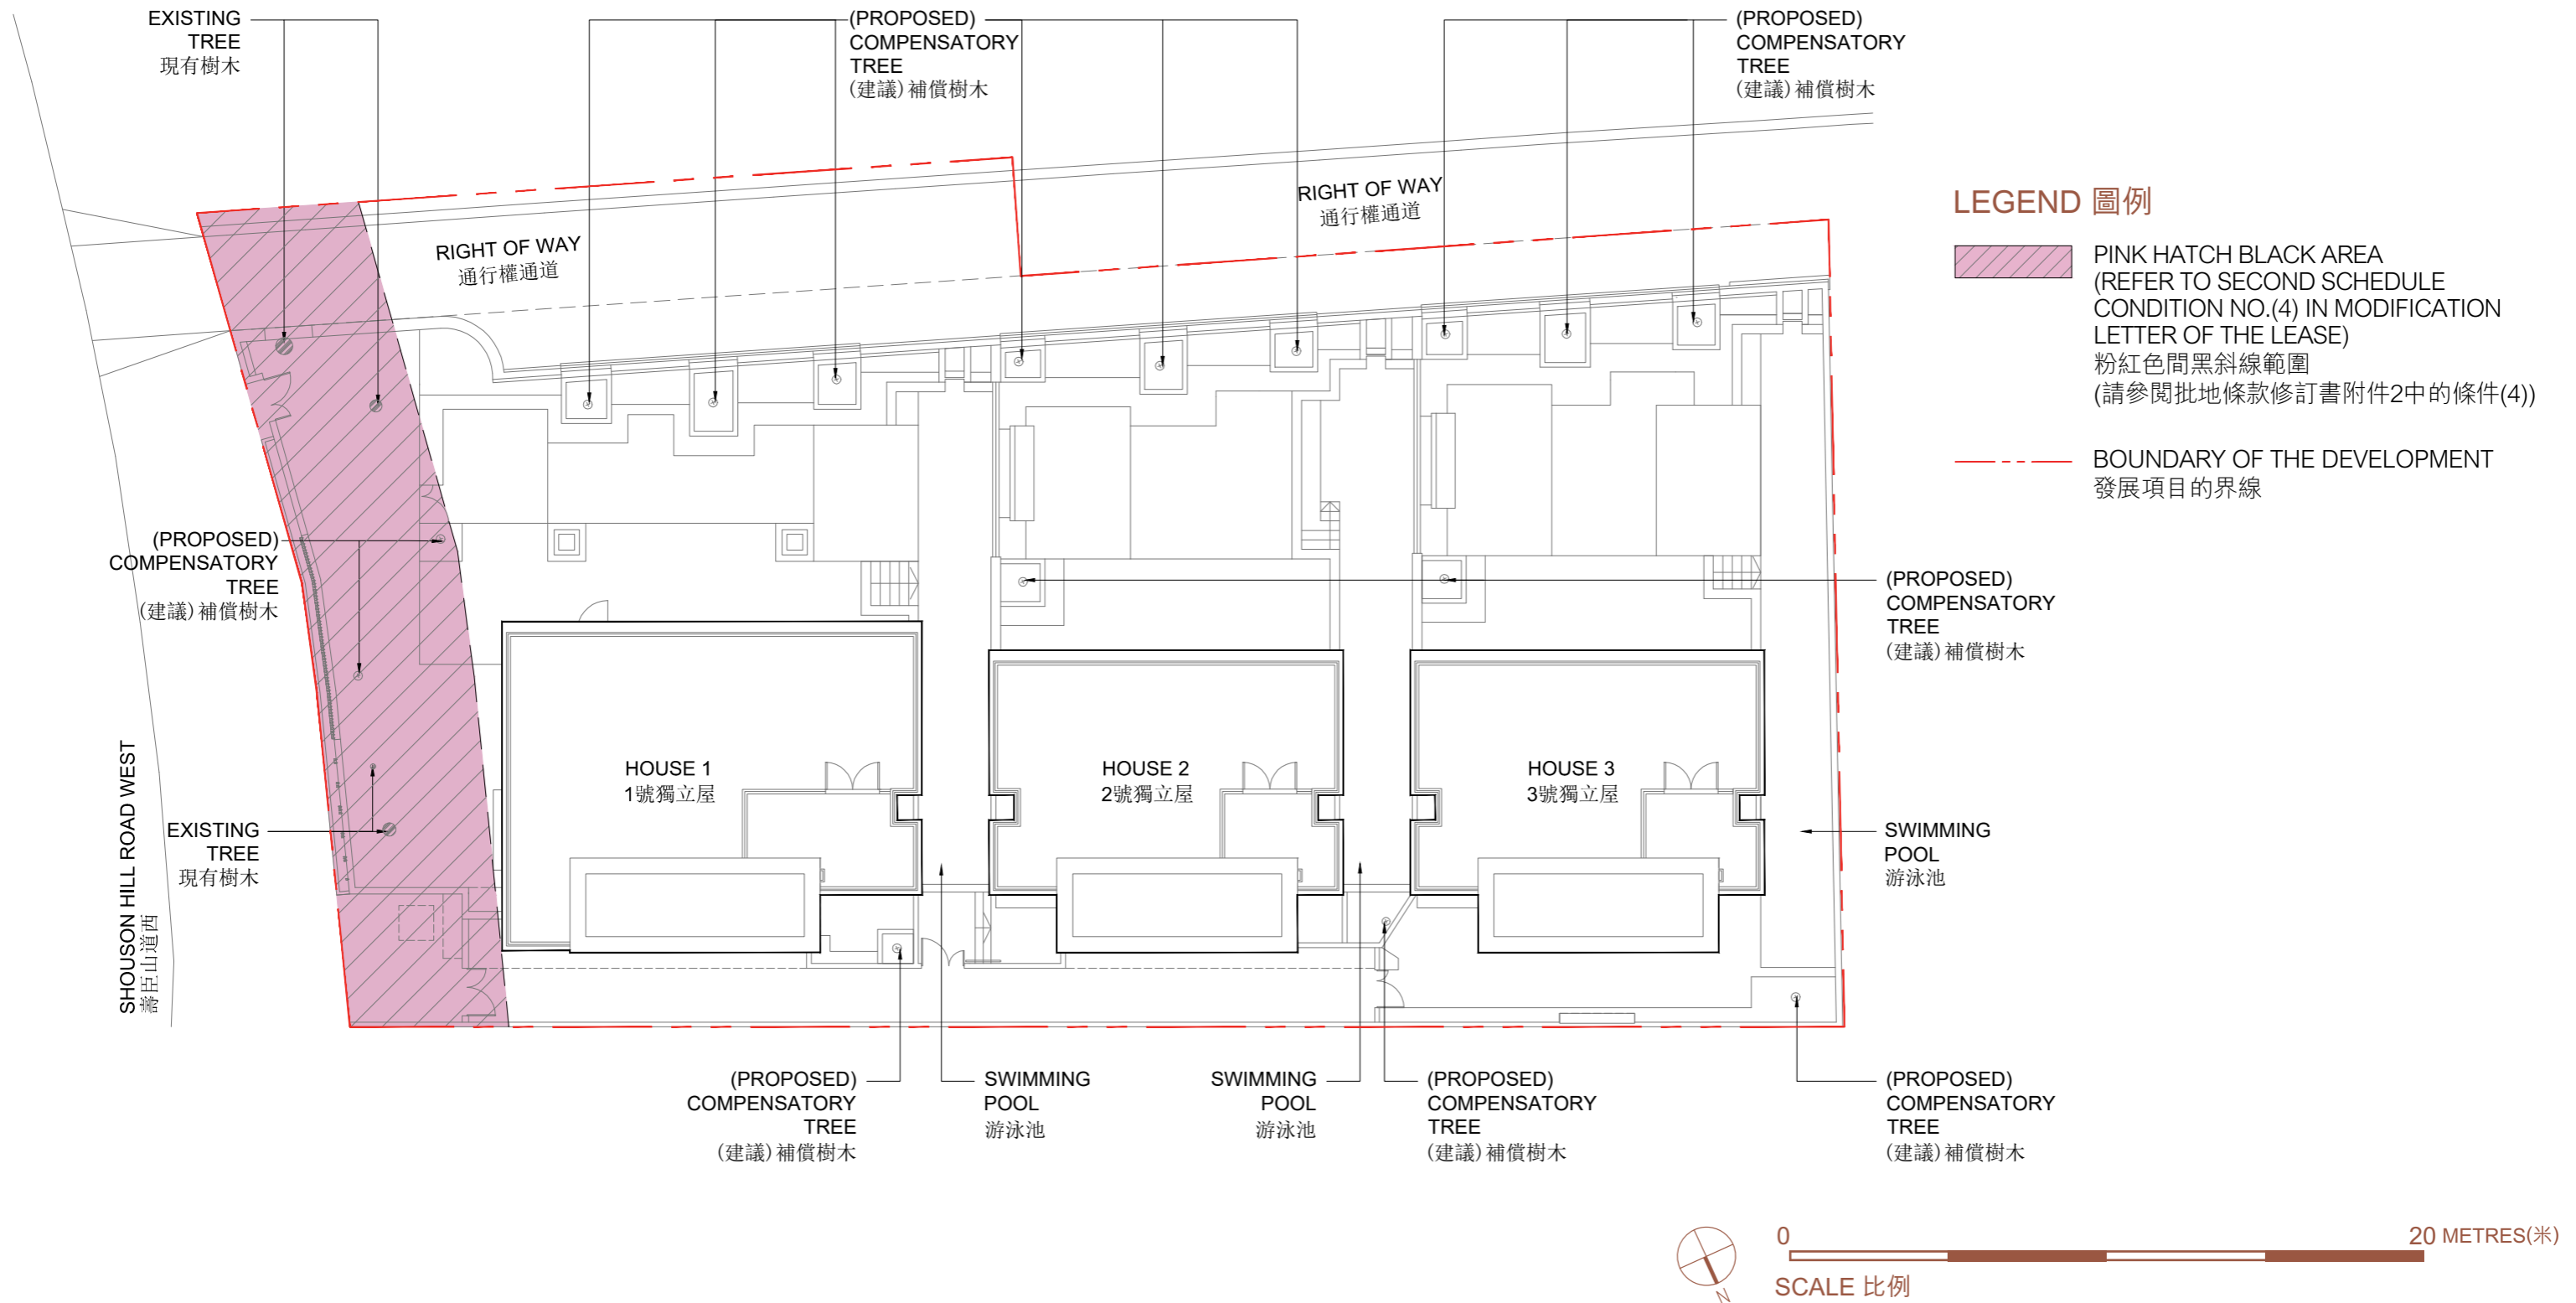 EXISTING
TREE
現有樹木
(PROPOSED)
COMPENSATORY
TREE
(建議)補償樹木
(PROPOSED)
COMPENSATORY
TREE
(建議)補償樹木
RIGHT OF WAY
通行權通道
RIGHT OF WAY
通行權通道
LEGEND 圖例
PINK HATCH BLACK AREA
(REFER TO SECOND SCHEDULE
CONDITION NO.(4) IN MODIFICATION
LETTER OF THE LEASE)
粉紅色間黑斜線範圍
(請參閱批地條款修訂書附件2中的條件(4))
BOUNDARY OF THE DEVELOPMENT
發展項目的界線
(PROPOSED)
COMPENSATORY
TREE
(建議)補償樹木
(PROPOSED)
COMPENSATORY
TREE
(建議)補償樹木
HOUSE 1
1號獨立屋
HOUSE 2
2號獨立屋
HOUSE 3
3號獨立屋
EXISTING
TREE
現有樹木
SWIMMING
POOL
游泳池
SHOUSON HILL ROAD WEST
壽臣山道西
(PROPOSED)
COMPENSATORY
TREE
(建議)補償樹木
SWIMMING
POOL
游泳池
SWIMMING
POOL
游泳池
(PROPOSED)
COMPENSATORY
TREE
(建議)補償樹木
(PROPOSED)
COMPENSATORY
TREE
(建議)補償樹木
N
0
20 METRES(米)
SCALE 比例